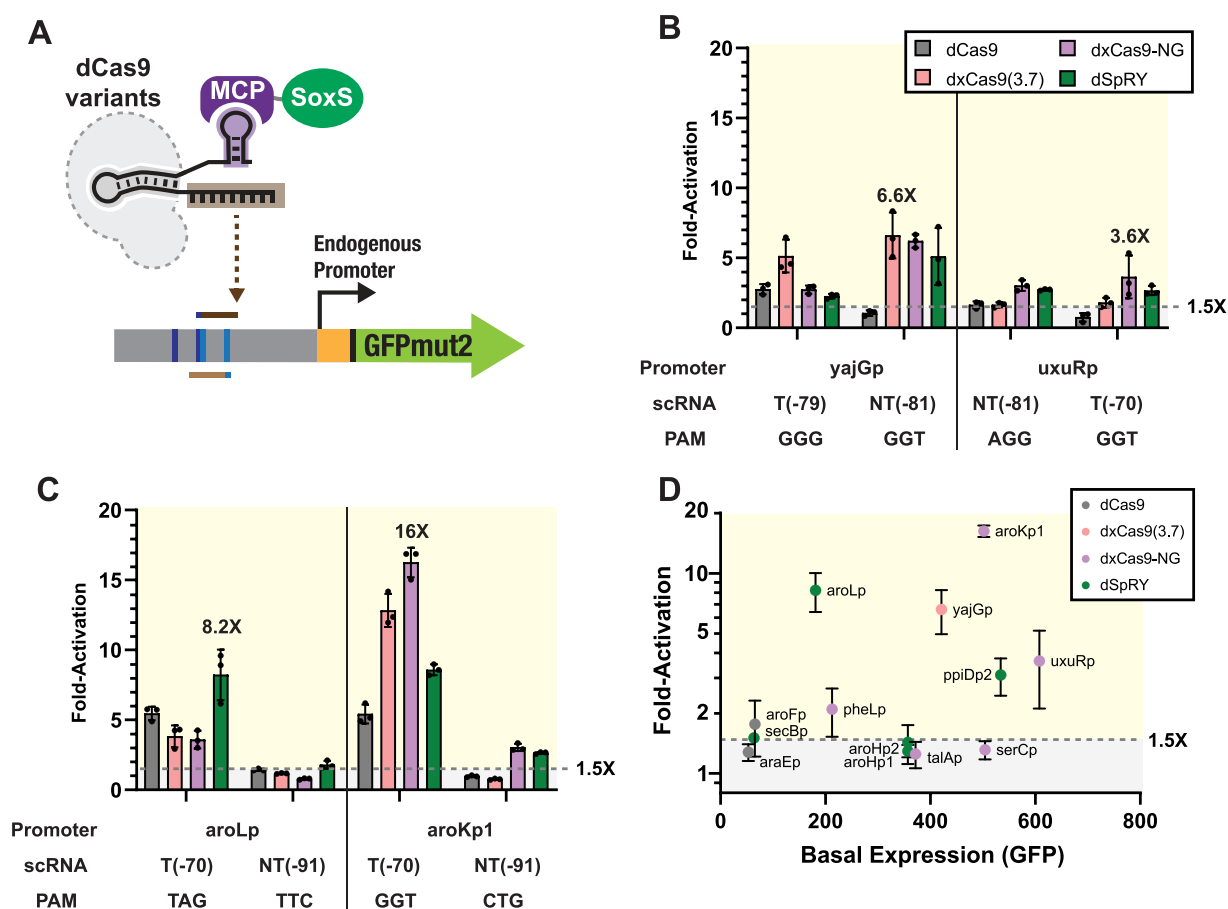 A
dCas9
variants
MCP
SoxS
Endogenous
Promoter
GFPmut2
B
dCas9
dxCas9-NG
dxCas9(3.7)
dSpRY
Fold-Activation
20
15
10
5
0
6.6X
3.6X
1.5X
Promoter yajGp uxuRp
scRNA T(-79) NT(-81) NT(-81) T(-70)
PAM GGG GGT AGG GGT
C
Fold-Activation
20
15
10
5
0
8.2X
16X
1.5X
Promoter aroLp aroKp1
scRNA T(-70) NT(-91) T(-70) NT(-91)
PAM TAG TTC GGT CTG
D
dCas9
dxCas9(3.7)
dxCas9-NG
dSpRY
Fold-Activation
20
10
5
2
1
aroKp1
aroLp
yajGp
uxuRp
ppiDp2
pheLp
aroFp
secBp
araEp
aroHp2
aroHp1
talAp
serCp
1.5X
0 200 400 600 800
Basal Expression (GFP)